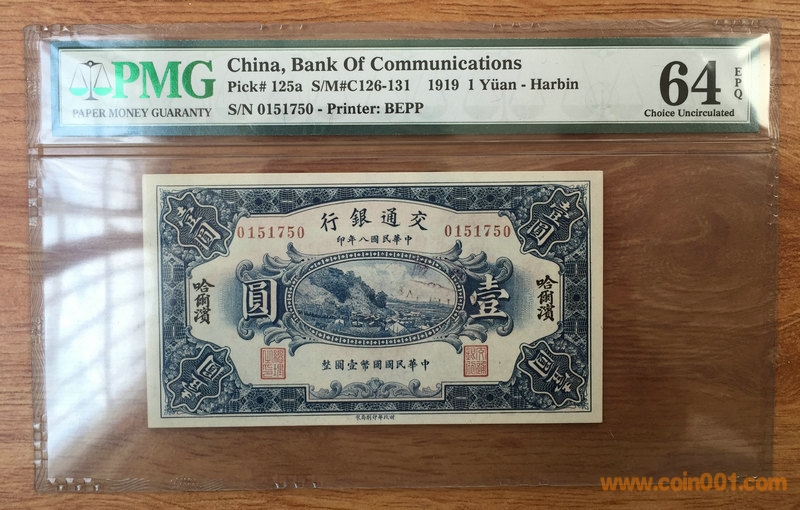 PMG
PAPER MONEY GUARANTY
China, Bank Of Communications
Pick# 125a S/M#C126-131 1919 1 Yüan - Harbin
S/N 0151750 - Printer: BEPP
64 EPQ
Choice Uncirculated
行銀通交
印年八國民華中
0151750 0151750
壹圓 壹圓
哈爾濱 哈爾濱
圓 壹
整圓壹幣國國民華中
壹圓 壹圓
www.coin001.com